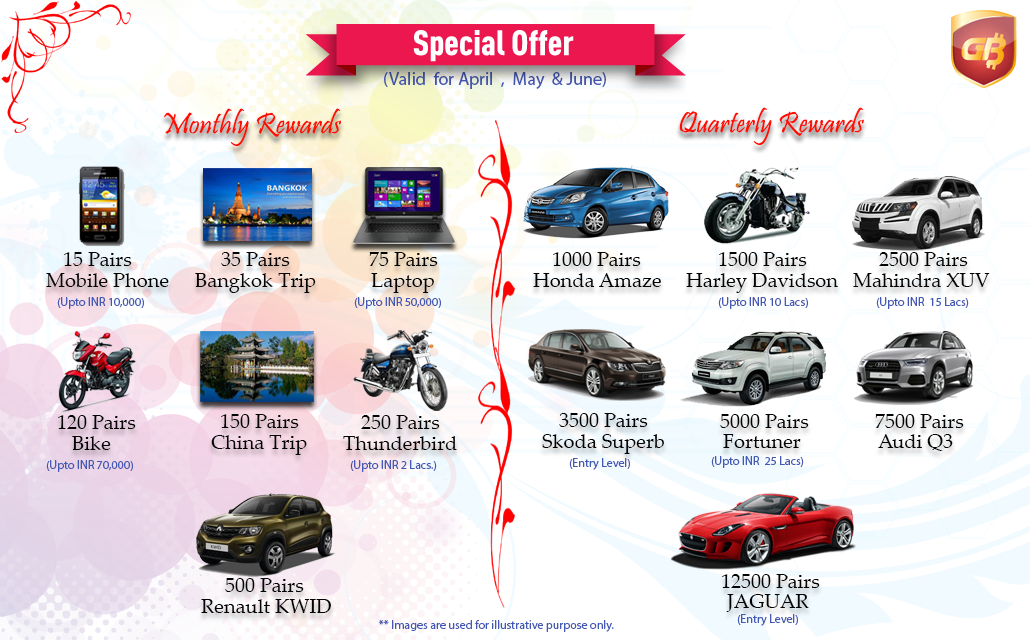 Special Offer
(Valid for April , May & June)
GB
Monthly Rewards
Quarterly Rewards
BANGKOK
15 Pairs
Mobile Phone
(Upto INR 10,000)
35 Pairs
Bangkok Trip
75 Pairs
Laptop
(Upto INR 50,000)
120 Pairs
Bike
(Upto INR 70,000)
150 Pairs
China Trip
250 Pairs
Thunderbird
(Upto INR 2 Lacs.)
KWID
500 Pairs
Renault KWID
1000 Pairs
Honda Amaze
1500 Pairs
Harley Davidson
(Upto INR 10 Lacs)
2500 Pairs
Mahindra XUV
(Upto INR 15 Lacs)
3500 Pairs
Skoda Superb
(Entry Level)
5000 Pairs
Fortuner
(Upto INR 25 Lacs)
7500 Pairs
Audi Q3
12500 Pairs
JAGUAR
(Entry Level)
** Images are used for illustrative purpose only.